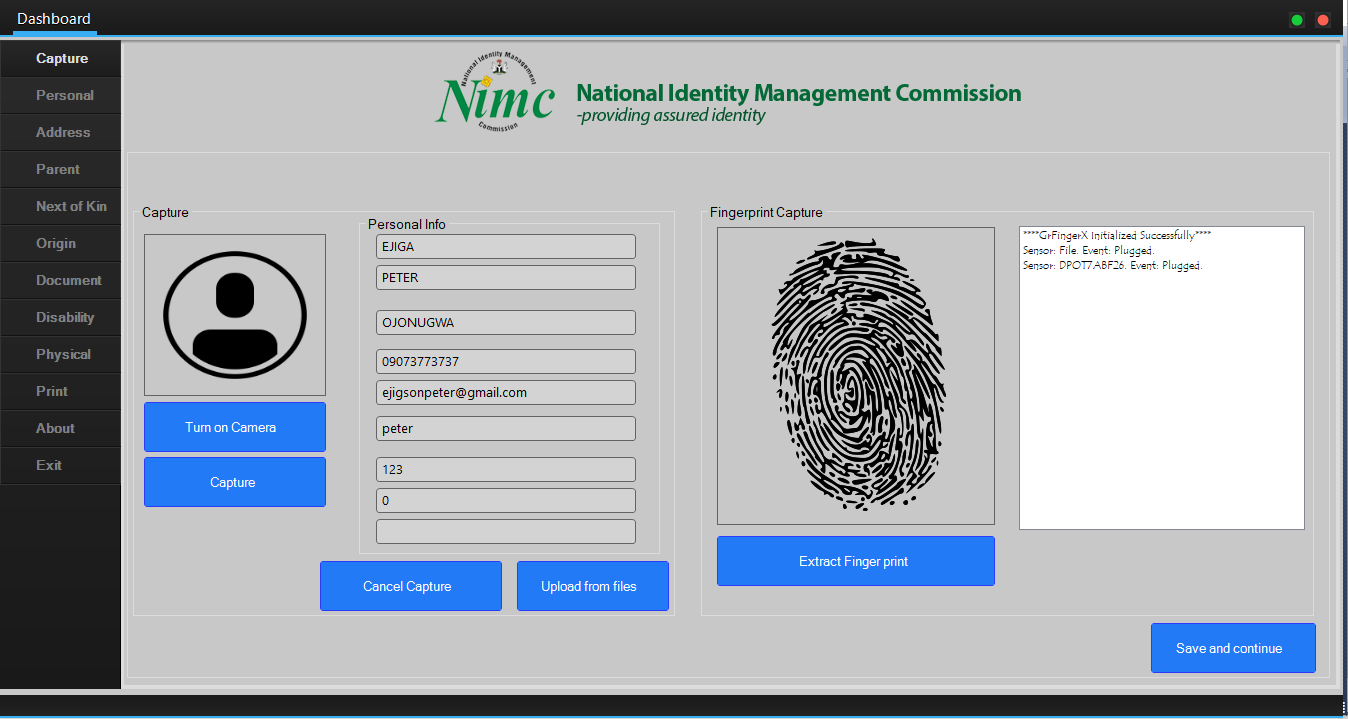 Dashboard
Capture
Personal
Address
Parent
Next of Kin
Origin
Document
Disability
Physical
Print
About
Exit
National Identity Management
Nimc
Commission
National Identity Management Commission
-providing assured identity
Capture
Turn on Camera
Capture
Personal Info
EJIGA
PETER
OJONUGWA
09073773737
ejigsonpeter@gmail.com
peter
123
0
Cancel Capture
Upload from files
Fingerprint Capture
Extract Finger print
****GrFingerX Initialized Successfully****
Sensor: File. Event: Plugged.
Sensor: DPOT7ABF26. Event: Plugged.
Save and continue